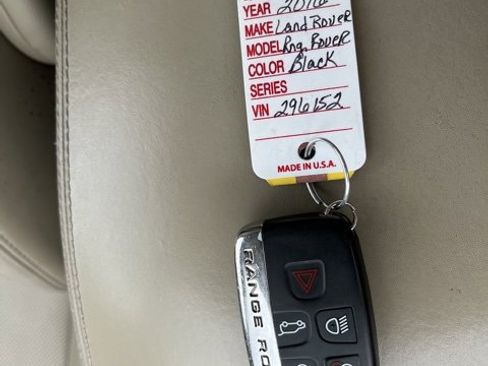 YEAR 2016
MAKE Land Rover
MODEL Rng. Rover
COLOR Black
SERIES
VIN 296152
MADE IN U.S.A.
RANGE RO